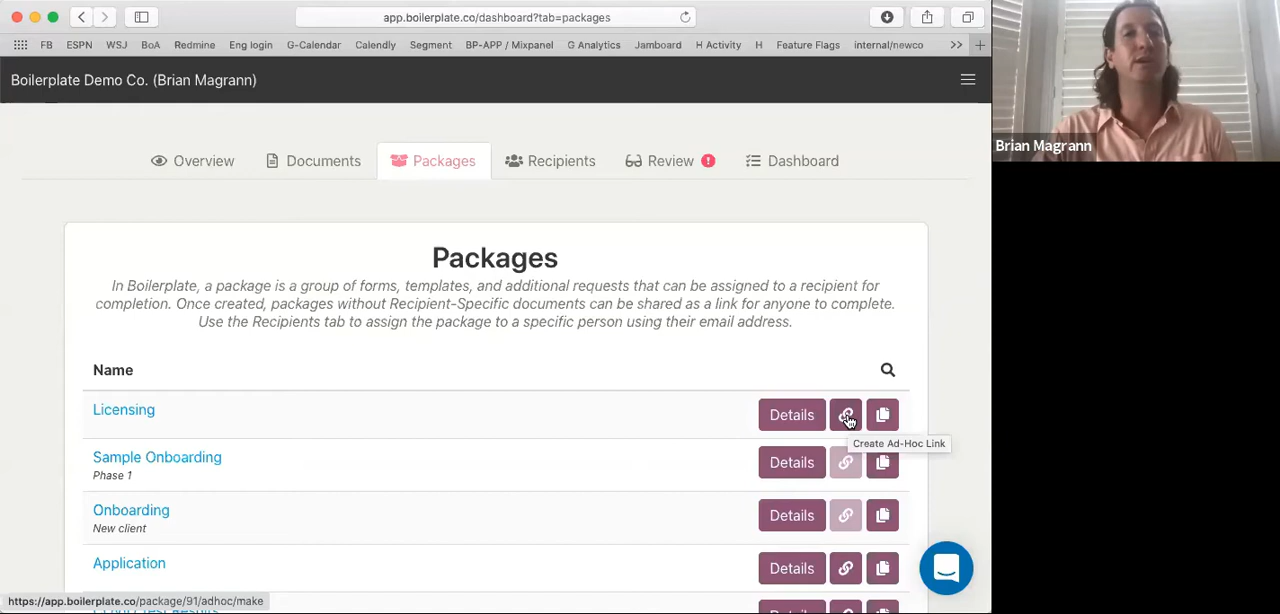 app.boilerplate.co/dashboard?tab=packages
FB ESPN WSJ BoA Redmine Eng login G-Calendar Calendly Segment BP-APP / Mixpanel G Analytics Jamboard H Activity H Feature Flags internal/newco
Boilerplate Demo Co. (Brian Magrann)
Brian Magrann
Overview Documents Packages Recipients Review Dashboard
Packages
In Boilerplate, a package is a group of forms, templates, and additional requests that can be assigned to a recipient for
completion. Once created, packages without Recipient-Specific documents can be shared as a link for anyone to complete.
Use the Recipients tab to assign the package to a specific person using their email address.
Name
Licensing Details
Create Ad-Hoc Link
Sample Onboarding Details
Phase 1
Onboarding Details
New client
Application Details
https://app.boilerplate.co/package/91/adhoc/make